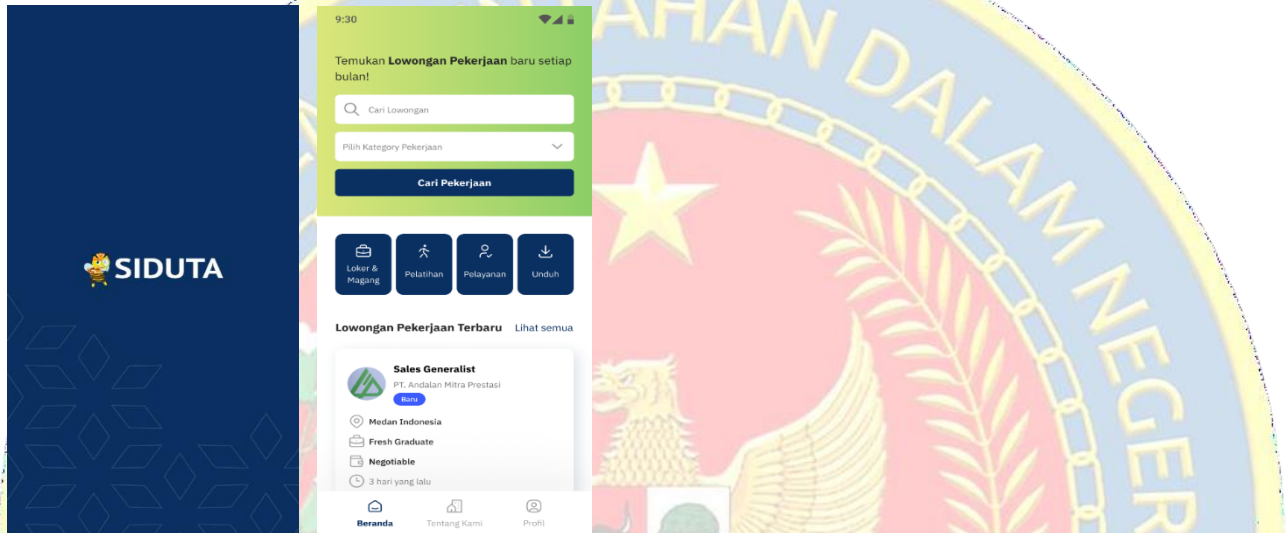 SIDUTA
9:30
Temukan Lowongan Pekerjaan baru setiap
bulan!
Cari Lowongan
Pilih Kategory Pekerjaan
Cari Pekerjaan
Loker &
Magang
Pelatihan
Pelayanan
Unduh
Lowongan Pekerjaan Terbaru Lihat semua
Sales Generalist
PT. Andalan Mitra Prestasi
Baru
Medan Indonesia
Fresh Graduate
Negotiable
3 hari yang lalu
Beranda
Tentang Kami
Profil
AHAN DALAM NEGER